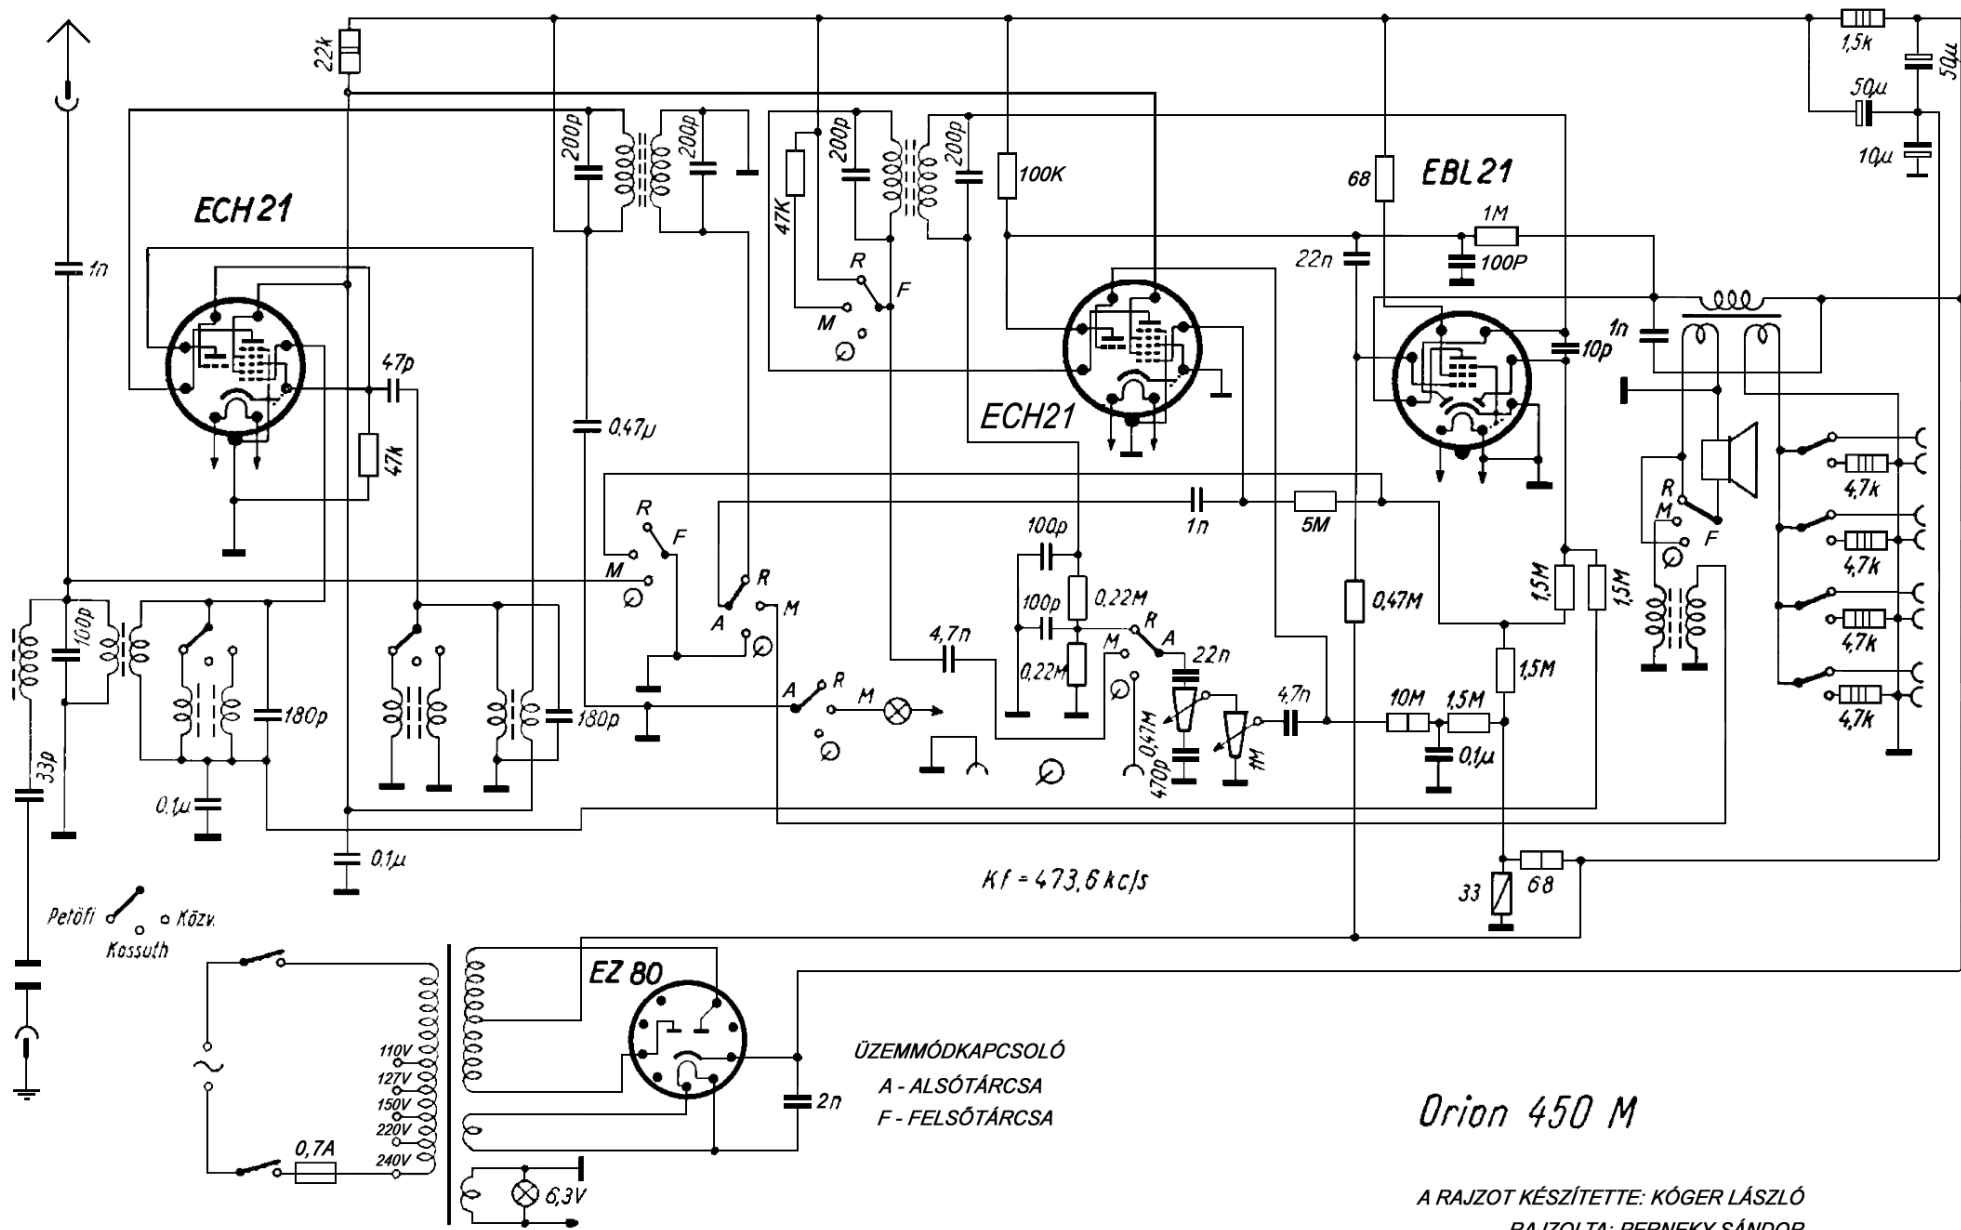 22k
1,5k
50µ
50µ
10µ
200p
200p
200p
200p
47K
100K
68
EBL21
ECH21
1M
1n
R
F
M
22n
100P
1n
10p
47p
ECH21
0,47µ
47k
R
F
M
1n
5M
100p
R
M
F
4,7k
4,7k
4,7k
4,7k
R
M
A
100p
0,22M
0,47M
1,5M
1,5M
100p
4,7n
0,22M
R
M
A
22n
1,5M
A
R
M
180p
180p
47n
10M
1,5M
0,47M
470p
1M
0,1µ
33p
0,1µ
0,1µ
Kf = 473,6 kc/s
33
68
Petőfi
Közv.
Kossuth
EZ 80
110V
127V
150V
220V
240V
0,7A
2n
6,3V
ÜZEMMÓDKAPCSOLÓ
A - ALSÓTÁRCSA
F - FELSŐTÁRCSA
Orion 450 M
A RAJZOT KÉSZÍTETTE: KÓGER LÁSZLÓ
RAJZOLTA: PERNEKY SÁNDOR